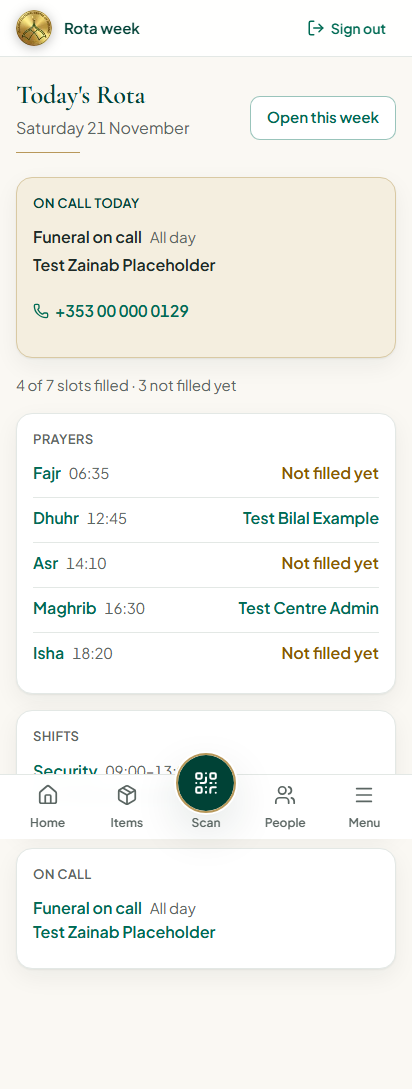 Rota week
Sign out
Today's Rota
Saturday 21 November
Open this week
ON CALL TODAY
Funeral on call All day
Test Zainab Placeholder
+353 00 000 0129
4 of 7 slots filled · 3 not filled yet
PRAYERS
Fajr 06:35 Not filled yet
Dhuhr 12:45 Test Bilal Example
Asr 14:10 Not filled yet
Maghrib 16:30 Test Centre Admin
Isha 18:20 Not filled yet
SHIFTS
Security 09:00–13:
Home Items Scan People Menu
ON CALL
Funeral on call All day
Test Zainab Placeholder